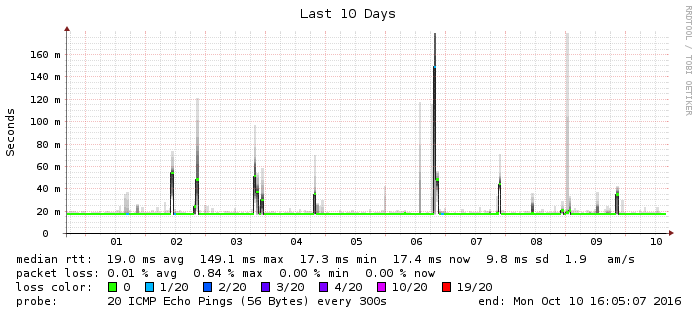 Last 10 Days
RRDTOOL / TOBI OETIKER
Seconds
160 m
140 m
120 m
100 m
80 m
60 m
40 m
20 m
0
01 02 03 04 05 06 07 08 09 10
median rtt: 19.0 ms avg 149.1 ms max 17.3 ms min 17.4 ms now 9.8 ms sd 1.9 am/s
packet loss: 0.01 % avg 0.84 % max 0.00 % min 0.00 % now
loss color: 0 1/20 2/20 3/20 4/20 10/20 19/20
probe: 20 ICMP Echo Pings (56 Bytes) every 300s end: Mon Oct 10 16:05:07 2016